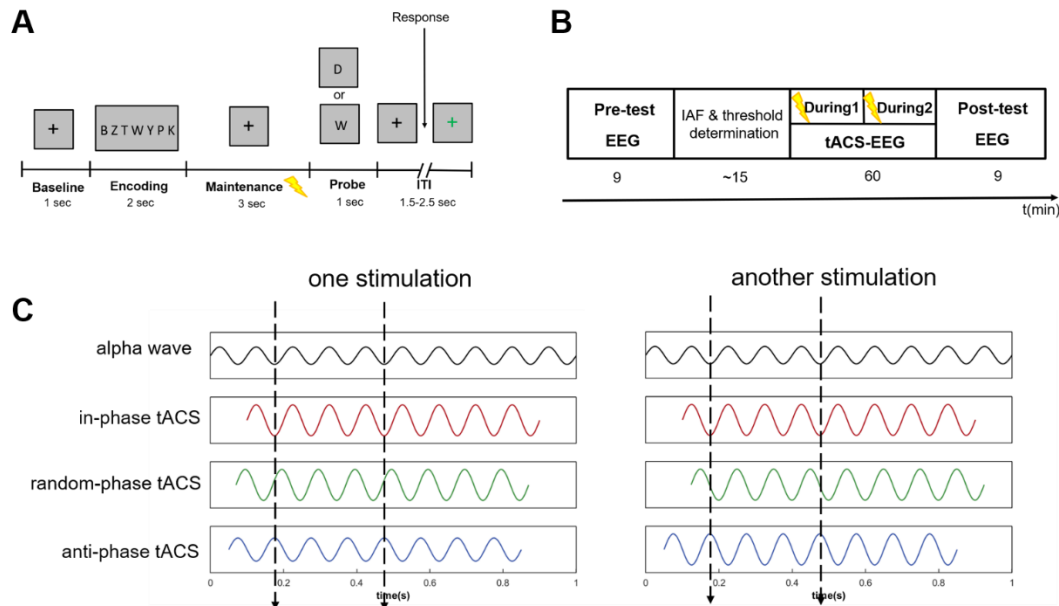 A
Response
D
or
B Z T W Y P K
W
Baseline
1 sec
Encoding
2 sec
Maintenance
3 sec
Probe
1 sec
ITI
1.5-2.5 sec
B
Pre-test
EEG
IAF & threshold
determination
During1
During2
tACS-EEG
Post-test
EEG
9
~15
60
9
t(min)
C
one stimulation
another stimulation
alpha wave
in-phase tACS
random-phase tACS
anti-phase tACS
0 0.2 0.4 0.6 0.8 1
time(s)
0 0.2 0.4 0.6 0.8 1
time(s)